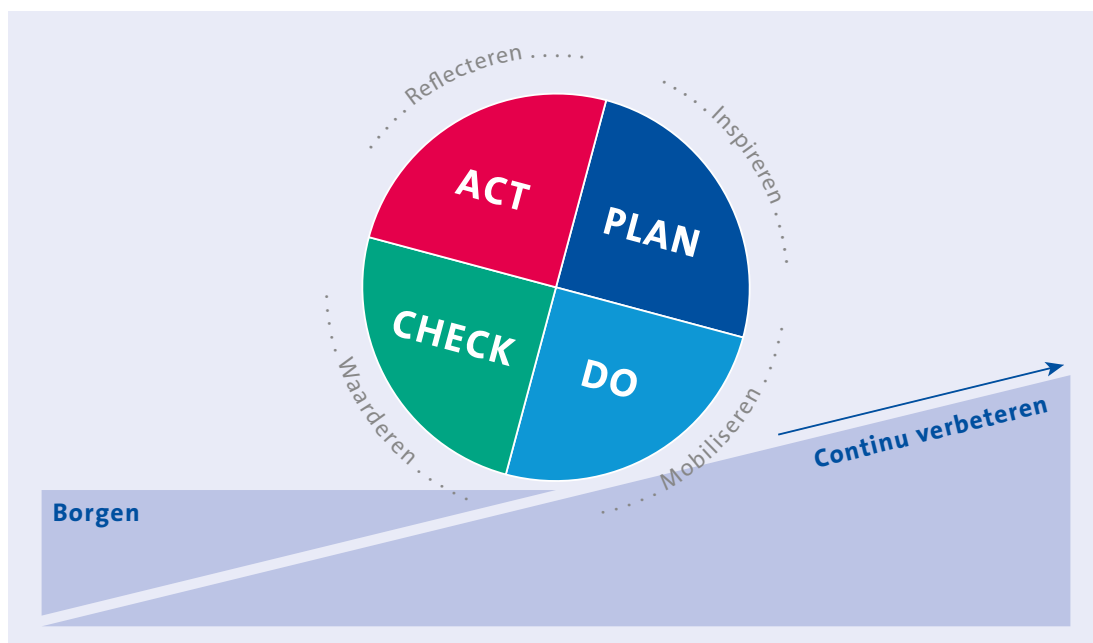 Reflecteren
Inspireren
ACT
PLAN
CHECK
DO
Waarderen
Mobiliseren
Continu verbeteren
Borgen